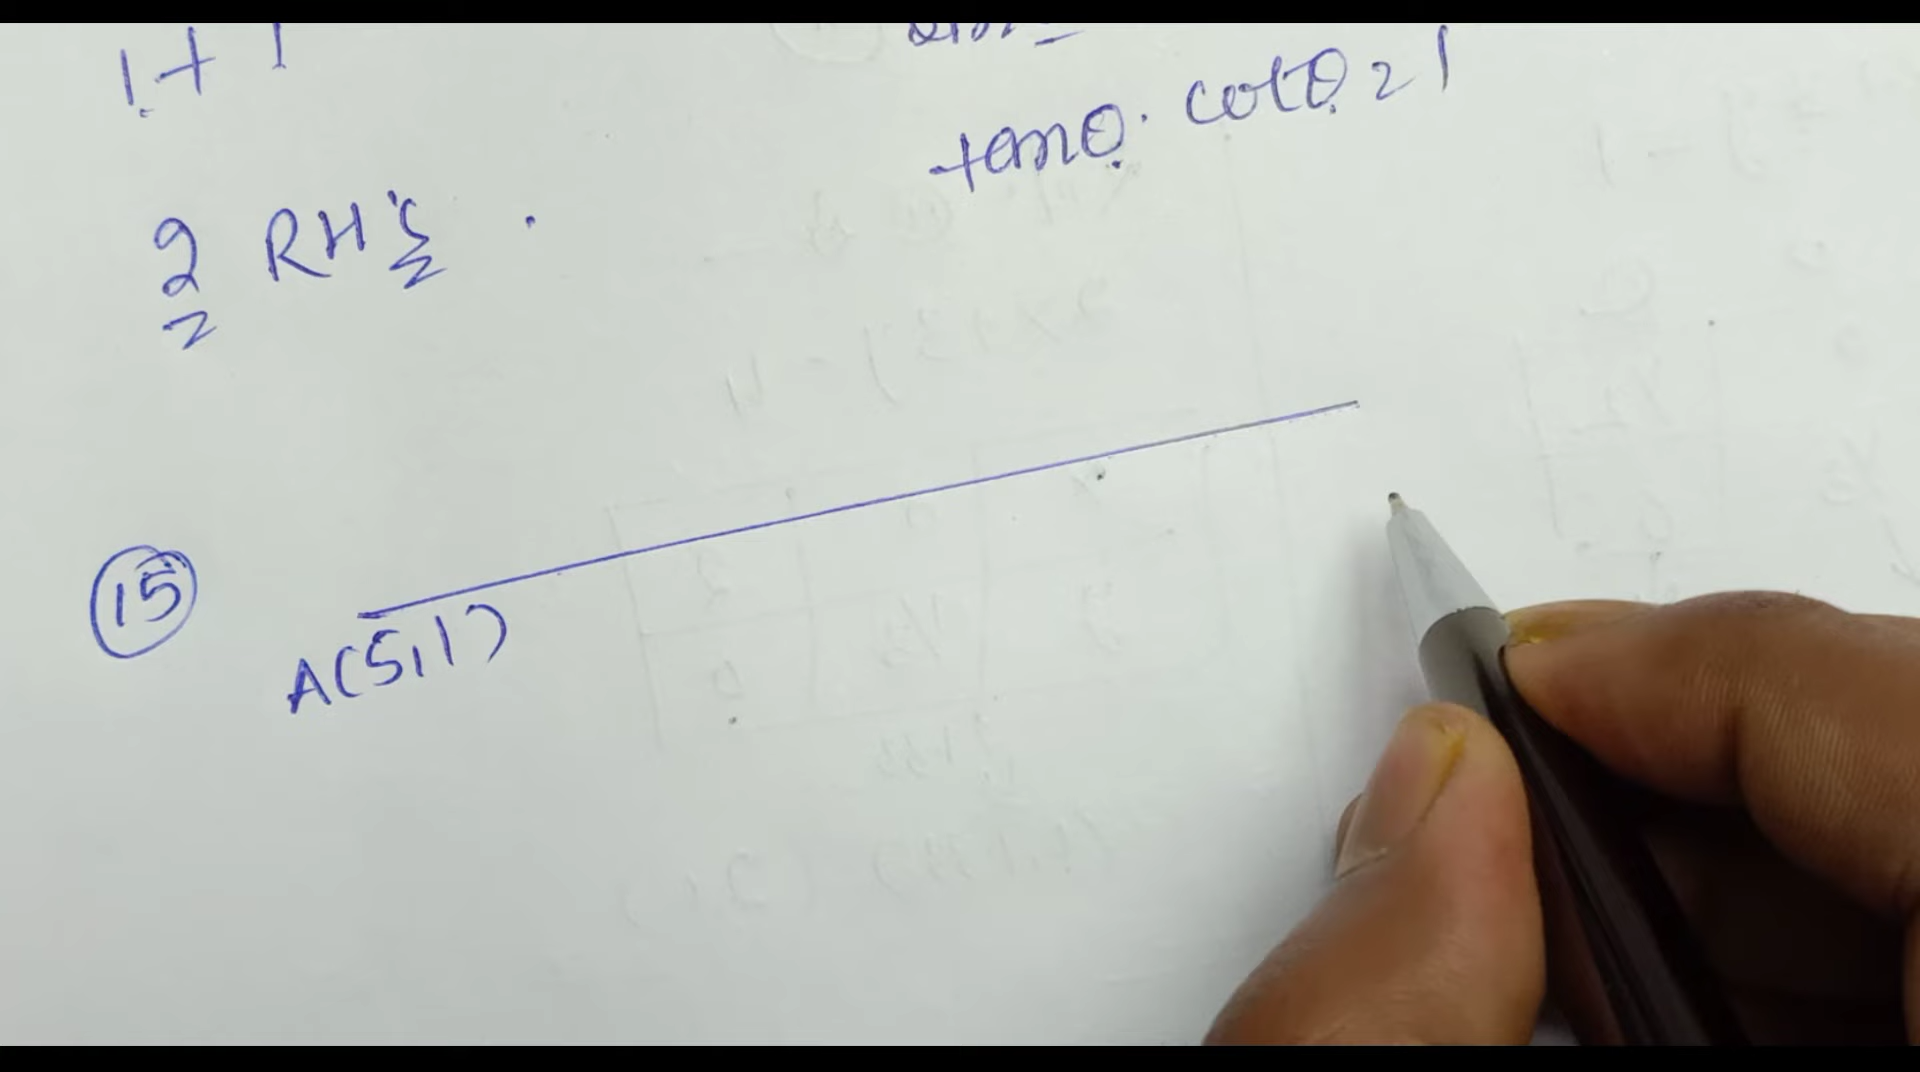 1 + 1
tanθ. cotθ = 1
2 RHS.
15
A(5,1)